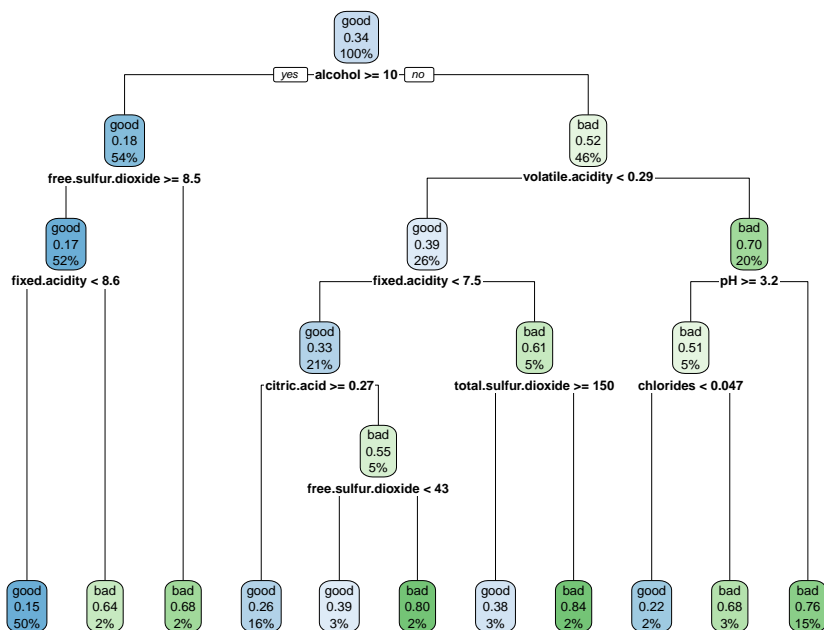 good
0.34
100%
yes alcohol >= 10 no
good
0.18
54%
free.sulfur.dioxide >= 8.5
bad
0.52
46%
volatile.acidity < 0.29
good
0.17
52%
fixed.acidity < 8.6
good
0.39
26%
fixed.acidity < 7.5
bad
0.70
20%
pH >= 3.2
good
0.33
21%
citric.acid >= 0.27
bad
0.61
5%
total.sulfur.dioxide >= 150
bad
0.51
5%
chlorides < 0.047
bad
0.55
5%
free.sulfur.dioxide < 43
good
0.15
50%
bad
0.64
2%
bad
0.68
2%
good
0.26
16%
good
0.39
3%
bad
0.80
2%
good
0.38
3%
bad
0.84
2%
good
0.22
2%
bad
0.68
3%
bad
0.76
15%